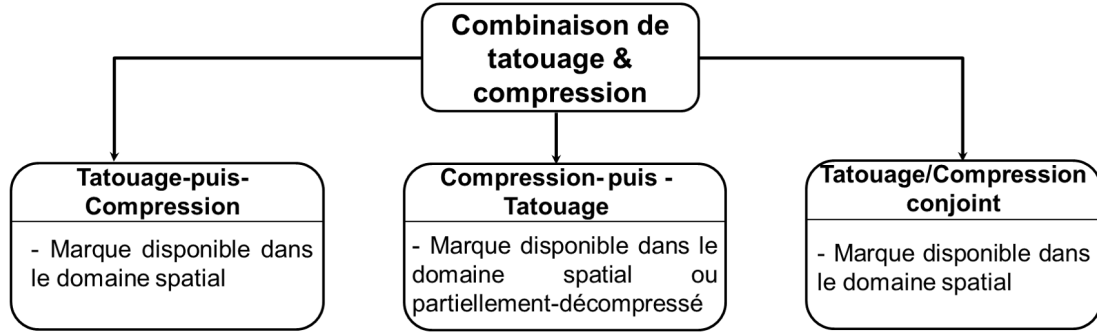 Combinaison de
tatouage &
compression
Tatouage-puis-
Compression
- Marque disponible dans
le domaine spatial
Compression- puis -
Tatouage
- Marque disponible dans le
domaine spatial ou
partiellement-décompressé
Tatouage/Compression
conjoint
- Marque disponible dans
le domaine spatial